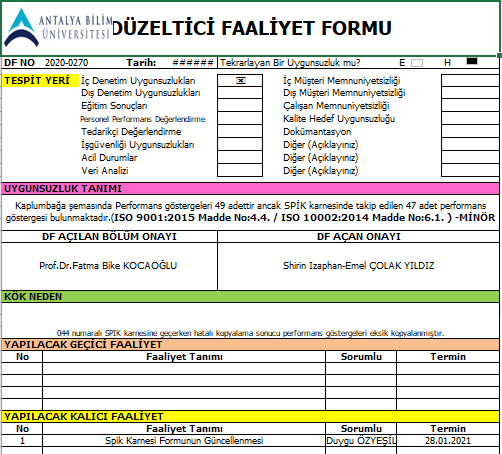 ANTALYA BİLİM
ÜNİVERSİTESİ
DÜZELTİCİ FAALİYET FORMU
DF NO 2020-0270 Tarih: ###### Tekrarlayan Bir Uygunsuzluk mu? E H
TESPİT YERİ İç Denetim Uygunsuzlukları İç Müşteri Memnuniyetsizliği
Dış Denetim Uygunsuzlukları Dış Müşteri Memnuniyetsizliği
Eğitim Sonuçları Çalışan Memnuniyetsizliği
Personel Performans Değerlendirme Kalite Hedef Uygunsuzluğu
Tedarikçi Değerlendirme Dokümantasyon
İşgüvenliği Uygunsuzlukları Diğer (Açıklayınız)
Acil Durumlar Diğer (Açıklayınız)
Veri Analizi Diğer (Açıklayınız)
UYGUNSUZLUK TANIMI
Kaplumbağa şemasında Performans göstergeleri 49 adettir ancak SPİK karnesinde takip edilen 47 adet performans
göstergesi bulunmaktadır.(ISO 9001:2015 Madde No:4.4. / ISO 10002:2014 Madde No:6.1. ) -MİNÖR
DF AÇILAN BÖLÜM ONAYI DF AÇAN ONAYI
Prof.Dr.Fatma Bike KOCAOĞLU Shirin Izaphan-Emel ÇOLAK YILDIZ
KÖK NEDEN
044 numaralı SPIK karnesine geçerken hatalı kopyalama sonucu performans göstergeleri eksik kopyalanmıştır.
YAPILACAK GEÇİCİ FAALİYET
No Faaliyet Tanımı Sorumlu Termin
YAPILACAK KALICI FAALİYET
No Faaliyet Tanımı Sorumlu Termin
1 Spik Karnesi Formunun Güncellenmesi Duygu ÖZYEŞİL 28.01.2021